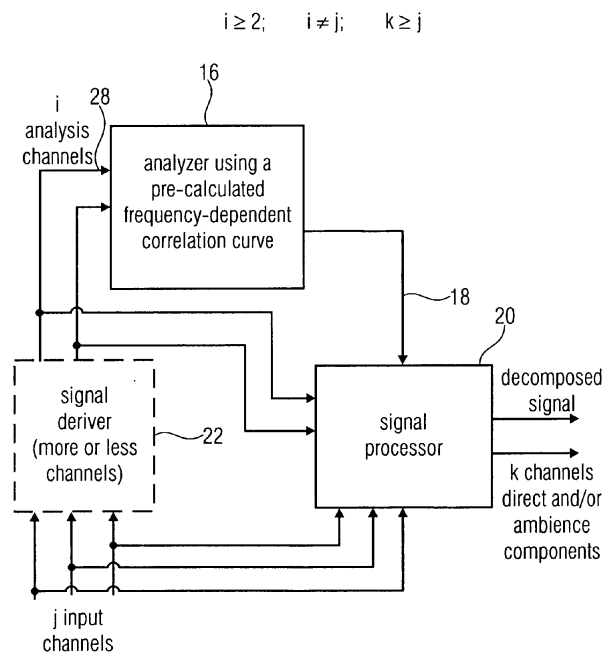 i ≥ 2; i ≠ j; k ≥ j
16
28
i
analysis
channels
analyzer using a
pre-calculated
frequency-dependent
correlation curve
18
20
decomposed
signal
signal
processor
k channels
direct and/or
ambience
components
signal
deriver
(more or less
channels)
22
j input
channels